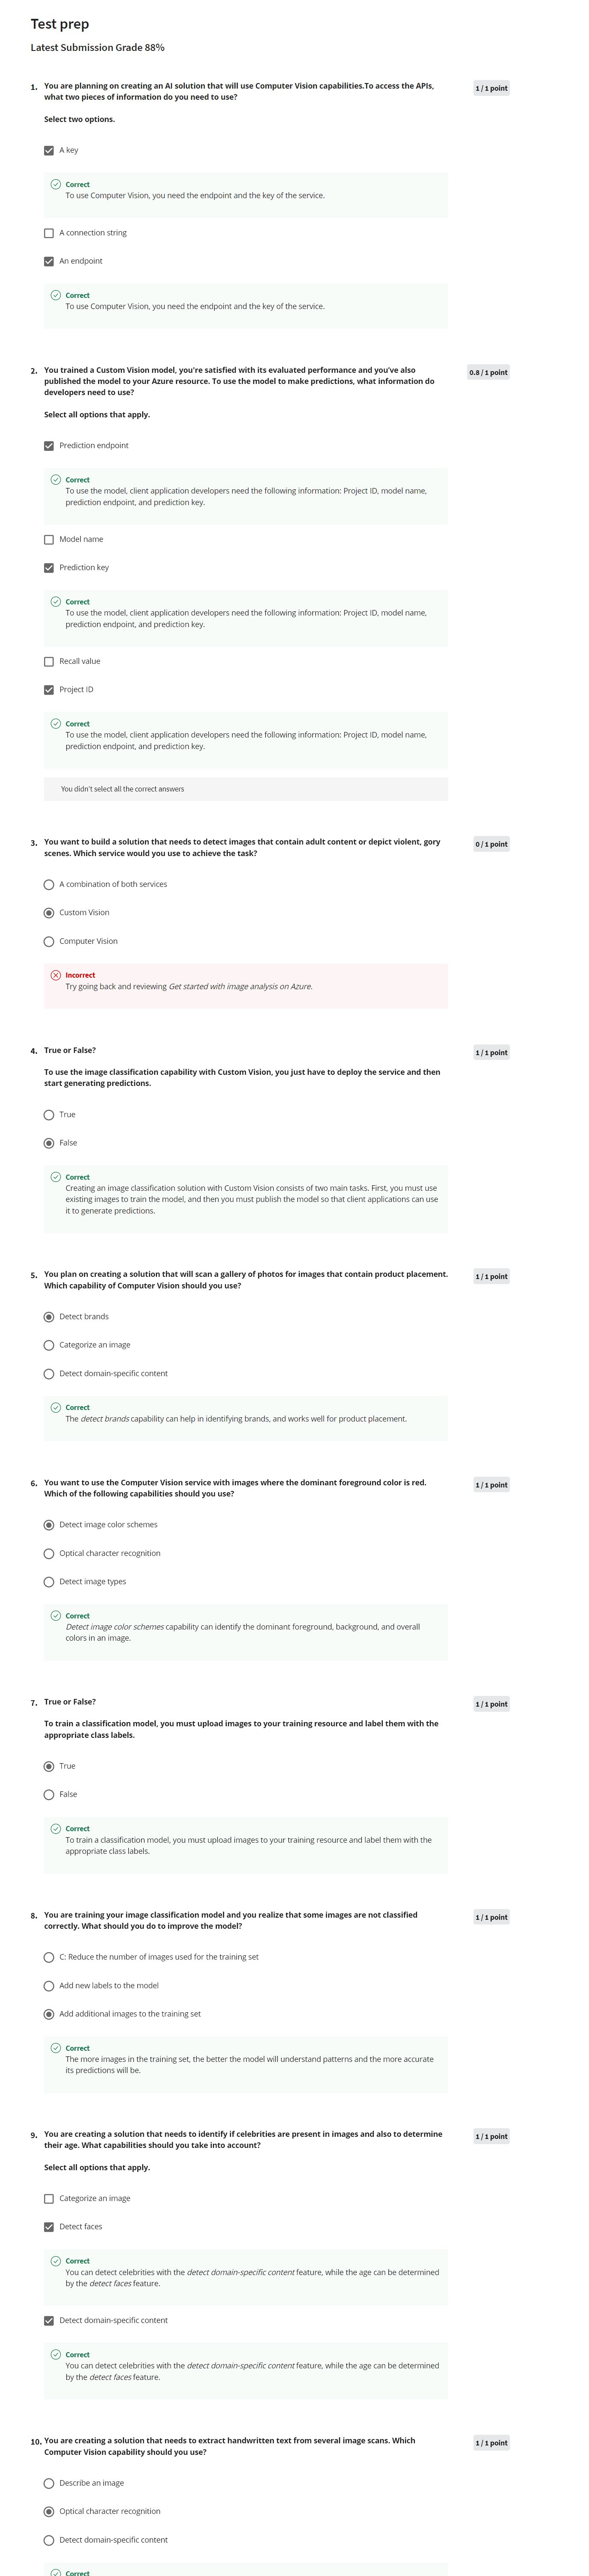 Test prep
Latest Submission Grade 88%
1. You are planning on creating an AI solution that will use Computer Vision capabilities.To access the APIs, 1 / 1 point
what two pieces of information do you need to use?
Select two options.
A key
Correct
To use Computer Vision, you need the endpoint and the key of the service.
A connection string
An endpoint
Correct
To use Computer Vision, you need the endpoint and the key of the service.
2. You trained a Custom Vision model, you're satisfied with its evaluated performance and you've also 0.8 / 1 point
published the model to your Azure resource. To use the model to make predictions, what information do
developers need to use?
Select all options that apply.
Prediction endpoint
Correct
To use the model, client application developers need the following information: Project ID, model name,
prediction endpoint, and prediction key.
Model name
Prediction key
Correct
To use the model, client application developers need the following information: Project ID, model name,
prediction endpoint, and prediction key.
Recall value
Project ID
Correct
To use the model, client application developers need the following information: Project ID, model name,
prediction endpoint, and prediction key.
You didn't select all the correct answers
3. You want to build a solution that needs to detect images that contain adult content or depict violent, gory 0 / 1 point
scenes. Which service would you use to achieve the task?
A combination of both services
Custom Vision
Computer Vision
Incorrect
Try going back and reviewing Get started with image analysis on Azure.
4. True or False? 1 / 1 point
To use the image classification capability with Custom Vision, you just have to deploy the service and then
start generating predictions.
True
False
Correct
Creating an image classification solution with Custom Vision consists of two main tasks. First, you must use
existing images to train the model, and then you must publish the model so that client applications can use
it to generate predictions.
5. You plan on creating a solution that will scan a gallery of photos for images that contain product placement. 1 / 1 point
Which capability of Computer Vision should you use?
Detect brands
Categorize an image
Detect domain-specific content
Correct
The detect brands capability can help in identifying brands, and works well for product placement.
6. You want to use the Computer Vision service with images where the dominant foreground color is red. 1 / 1 point
Which of the following capabilities should you use?
Detect image color schemes
Optical character recognition
Detect image types
Correct
Detect image color schemes capability can identify the dominant foreground, background, and overall
colors in an image.
7. True or False? 1 / 1 point
To train a classification model, you must upload images to your training resource and label them with the
appropriate class labels.
True
False
Correct
To train a classification model, you must upload images to your training resource and label them with the
appropriate class labels.
8. You are training your image classification model and you realize that some images are not classified 1 / 1 point
correctly. What should you do to improve the model?
C: Reduce the number of images used for the training set
Add new labels to the model
Add additional images to the training set
Correct
The more images in the training set, the better the model will understand patterns and the more accurate
its predictions will be.
9. You are creating a solution that needs to identify if celebrities are present in images and also to determine 1 / 1 point
their age. What capabilities should you take into account?
Select all options that apply.
Categorize an image
Detect faces
Correct
You can detect celebrities with the detect domain-specific content feature, while the age can be determined
by the detect faces feature.
Detect domain-specific content
Correct
You can detect celebrities with the detect domain-specific content feature, while the age can be determined
by the detect faces feature.
10. You are creating a solution that needs to extract handwritten text from several image scans. Which 1 / 1 point
Computer Vision capability should you use?
Describe an image
Optical character recognition
Detect domain-specific content
Correct